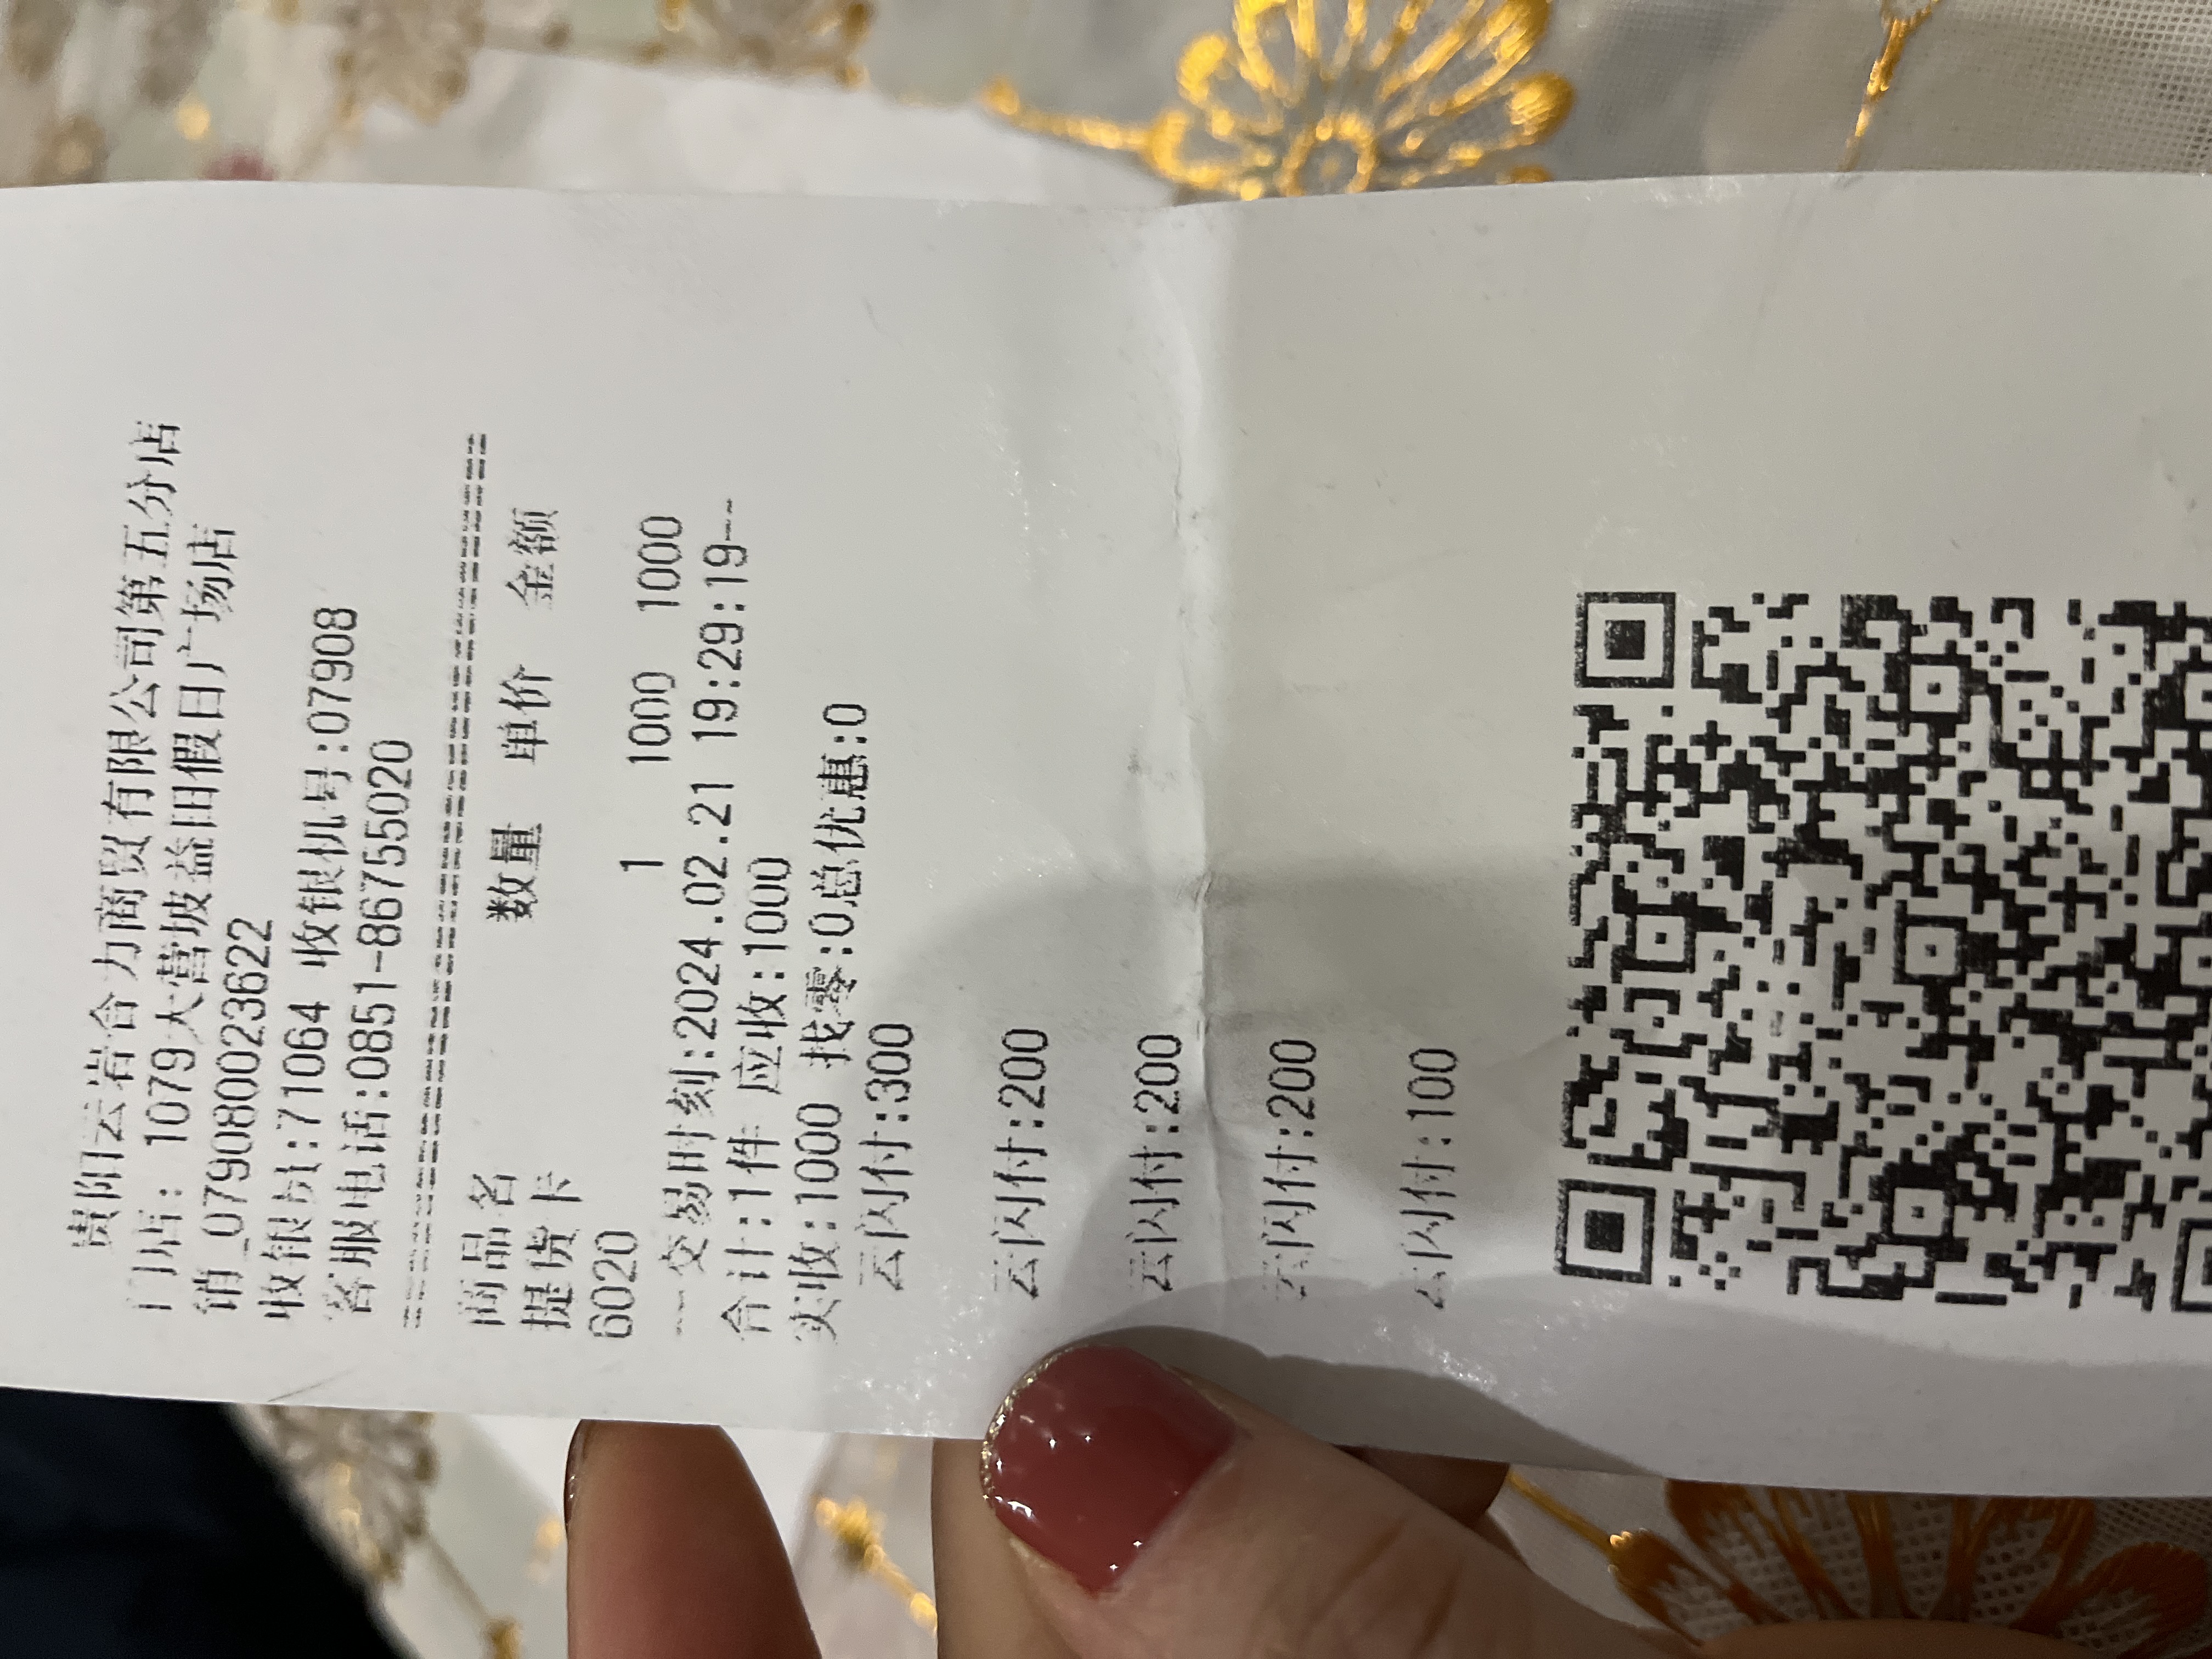 贵阳云岩合力商贸有限公司第五分店
门店: 1079大营坡益田假日广场店
销_079080023622
收银员:71064 收银机号:07908
客服电话:0851-86755020
================================
商品名 数量 单价 金额
提货卡
6020 1 1000 1000
--交易时刻:2024.02.21 19:29:19--
合计:1件 应收:1000
实收:1000 找零:0总优惠:0
云闪付:300
云闪付:200
云闪付:200
云闪付:200
云闪付:100